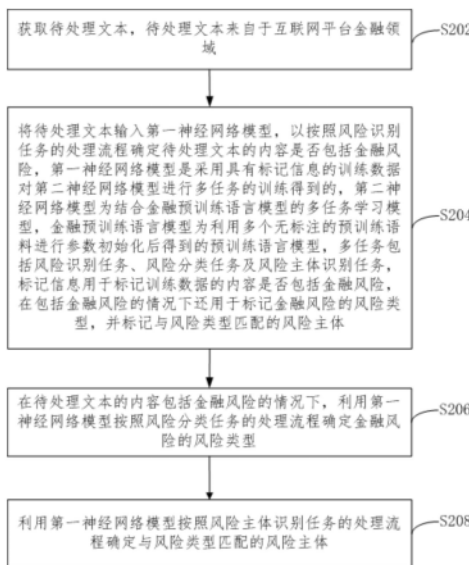 获取待处理文本，待处理文本来自于互联网平台金融领
域
S202
将待处理文本输入第一神经网络模型，以按照风险识别
任务的处理流程确定待处理文本的内容是否包括金融风
险，第一神经网络模型是采用具有标记信息的训练数据
对第二神经网络模型进行多任务的训练得到的，第二神
经网络模型为结合金融预训练语言模型的多任务学习模
型，金融预训练语言模型为利用多个无标注的预训练语
料进行参数初始化后得到的预训练语言模型，多任务包
括风险识别任务、风险分类任务及风险主体识别任务，
标记信息用于标记训练数据的内容是否包括金融风险，
在包括金融风险的情况下还用于标记金融风险的风险类
型，并标记与风险类型匹配的风险主体
S204
在待处理文本的内容包括金融风险的情况下，利用第一
神经网络模型按照风险分类任务的处理流程确定金融风
险的风险类型
S206
利用第一神经网络模型按照风险主体识别任务的处理流
程确定与风险类型匹配的风险主体
S208